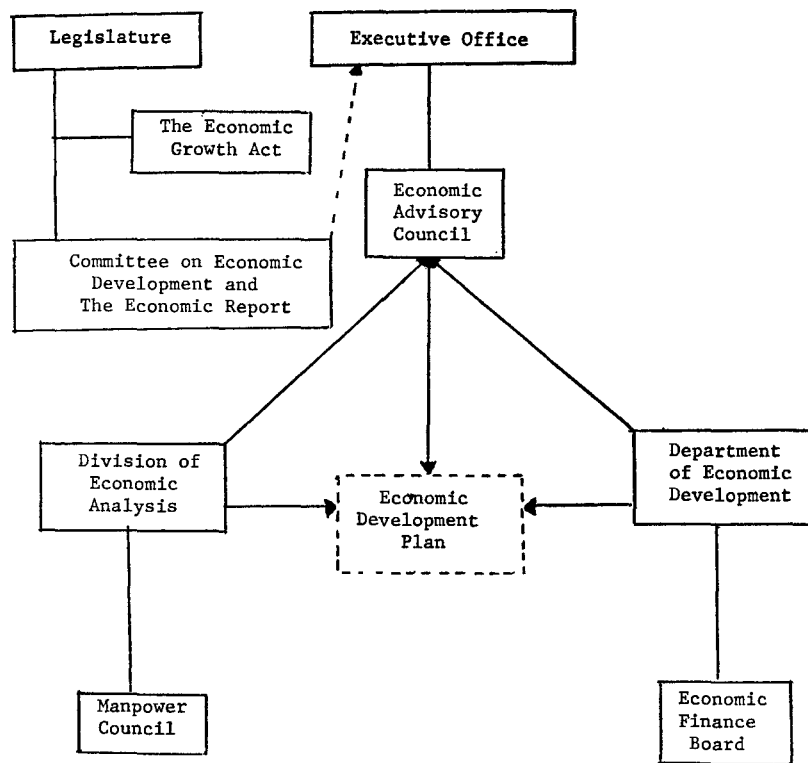 Legislature
Executive Office
The Economic
Growth Act
Economic
Advisory
Council
Committee on Economic
Development and
The Economic Report
Division of
Economic
Analysis
Economic
Development
Plan
Department
of Economic
Development
Manpower
Council
Economic
Finance
Board